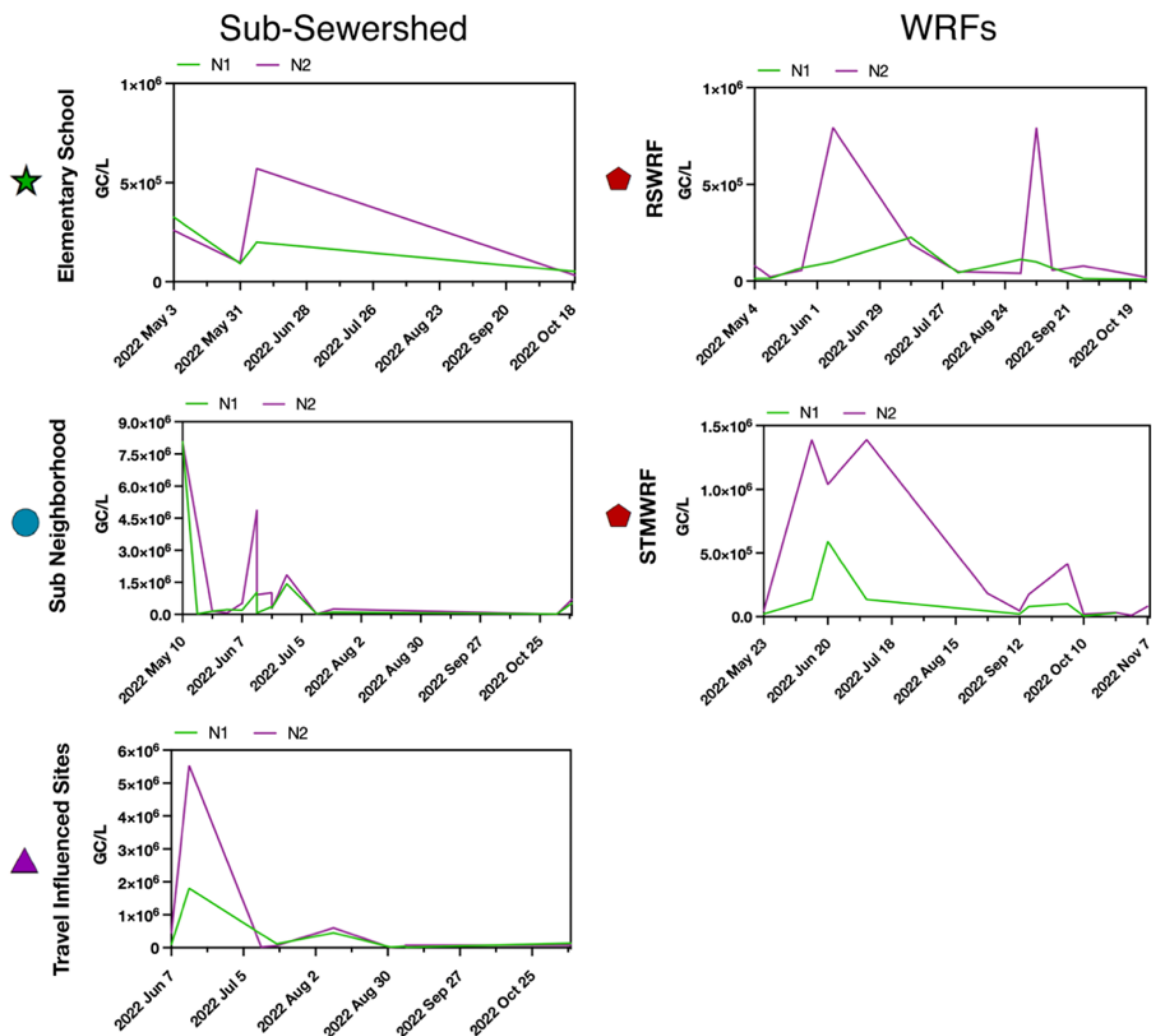 Sub-Sewershed
WRFs
N1 N2
Elementary School
GC/L
1×10⁶
5×10⁵
0
2022 May 3
2022 May 31
2022 Jun 28
2022 Jul 26
2022 Aug 23
2022 Sep 20
2022 Oct 18
N1 N2
RSWRF
GC/L
1×10⁶
5×10⁵
0
2022 May 4
2022 Jun 1
2022 Jun 29
2022 Jul 27
2022 Aug 24
2022 Sep 21
2022 Oct 19
N1 N2
Sub Neighborhood
GC/L
9.0×10⁶
7.5×10⁶
6.0×10⁶
4.5×10⁶
3.0×10⁶
1.5×10⁶
0.0
2022 May 10
2022 Jun 7
2022 Jul 5
2022 Aug 2
2022 Aug 30
2022 Sep 27
2022 Oct 25
N1 N2
STMWRF
GC/L
1.5×10⁶
1.0×10⁶
5.0×10⁵
0.0
2022 May 23
2022 Jun 20
2022 Jul 18
2022 Aug 15
2022 Sep 12
2022 Oct 10
2022 Nov 7
N1 N2
Travel Influenced Sites
GC/L
6×10⁶
5×10⁶
4×10⁶
3×10⁶
2×10⁶
1×10⁶
0
2022 Jun 7
2022 Jul 5
2022 Aug 2
2022 Aug 30
2022 Sep 27
2022 Oct 25